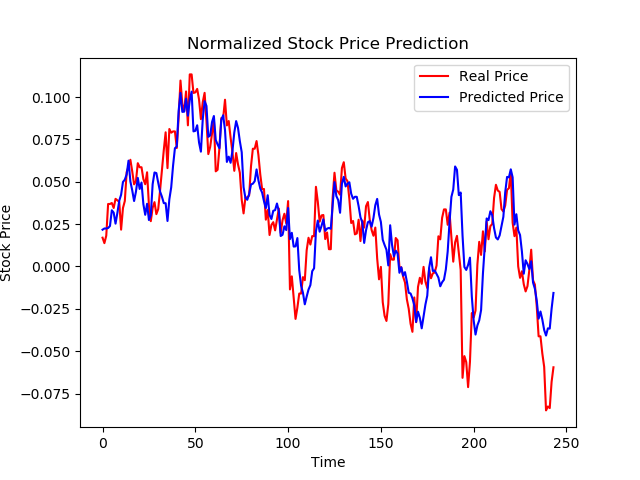 Normalized Stock Price Prediction
Real Price
Predicted Price
0.100
0.075
0.050
0.025
0.000
−0.025
−0.050
−0.075
Stock Price
0 50 100 150 200 250
Time